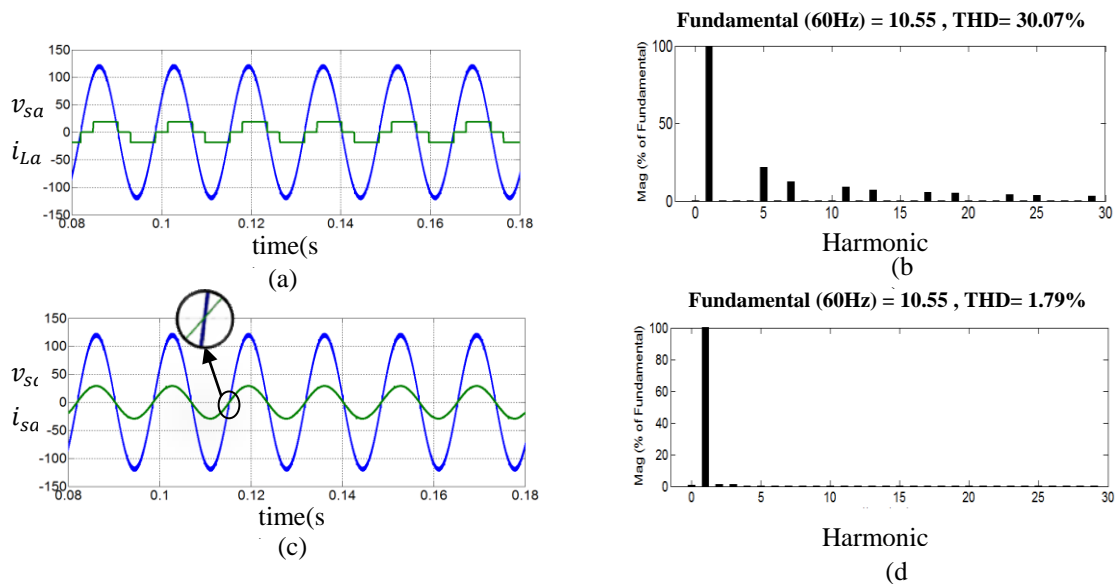 150
100
50
0
-50
-100
150
v_sa
i_La
0.08 0.1 0.12 0.14 0.16 0.18
time(s
(a)
Fundamental (60Hz) = 10.55 , THD= 30.07%
Mag (% of Fundamental)
100
50
0
0 5 10 15 20 25 30
Harmonic
(b
150
100
50
0
-50
-100
-150
i_sa
0.08 0.1 0.12 0.14 0.16 0.18
time(s
(c)
Fundamental (60Hz) = 10.55 , THD= 1.79%
Mag (% of Fundamental)
100
80
60
40
20
0
0 5 10 15 20 25 30
Harmonic
(d